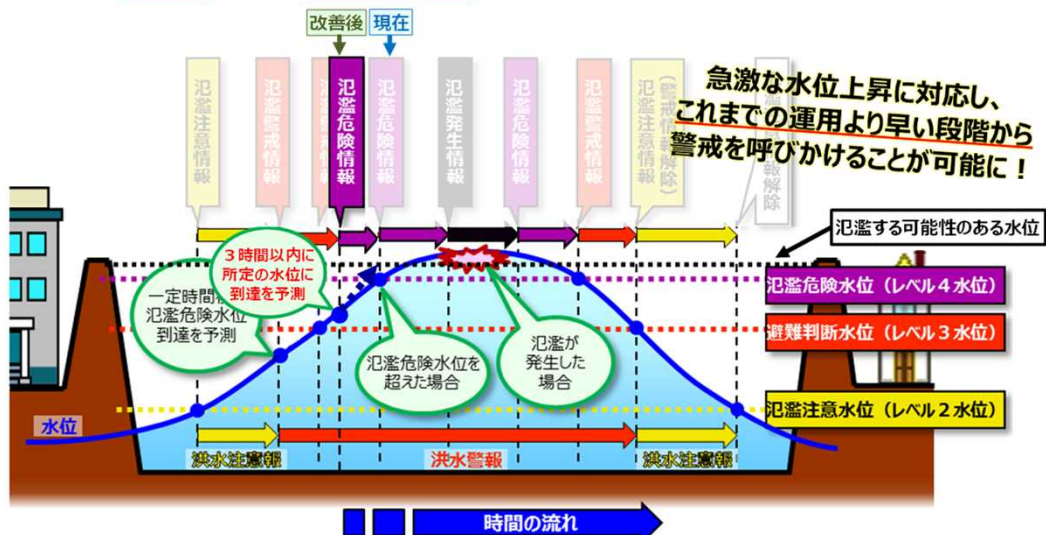 改善後
現在
氾濫注意情報
氾濫警戒情報
氾濫危険情報
氾濫危険情報
氾濫発生情報
氾濫危険情報
氾濫警戒情報
氾濫注意情報
(警戒情報解除)
報解除
急激な水位上昇に対応し、
これまでの運用より早い段階から
警戒を呼びかけることが可能に！
氾濫する可能性のある水位
３時間以内に
所定の水位に
到達を予測
一定時間
氾濫危険水位
到達を予測
氾濫危険水位を
超えた場合
氾濫が
発生した
場合
氾濫危険水位（レベル４水位）
避難判断水位（レベル３水位）
氾濫注意水位（レベル２水位）
水位
洪水注意報
洪水警報
洪水注意報
時間の流れ